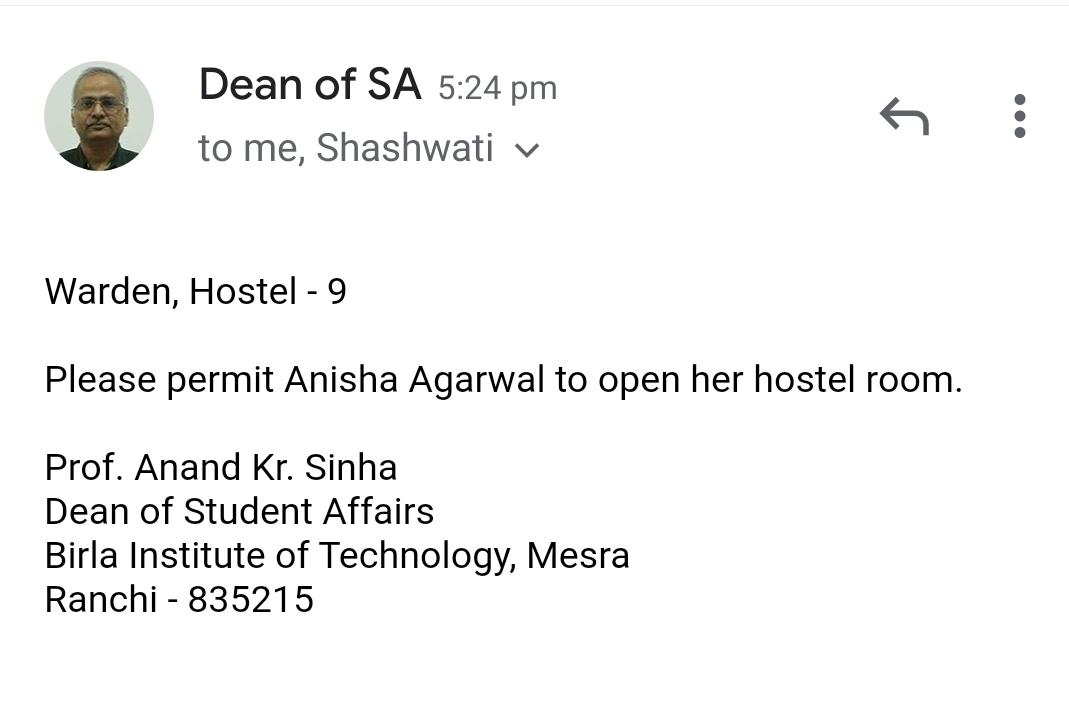 Dean of SA 5:24 pm
to me, Shashwati
Warden, Hostel - 9
Please permit Anisha Agarwal to open her hostel room.
Prof. Anand Kr. Sinha
Dean of Student Affairs
Birla Institute of Technology, Mesra
Ranchi - 835215